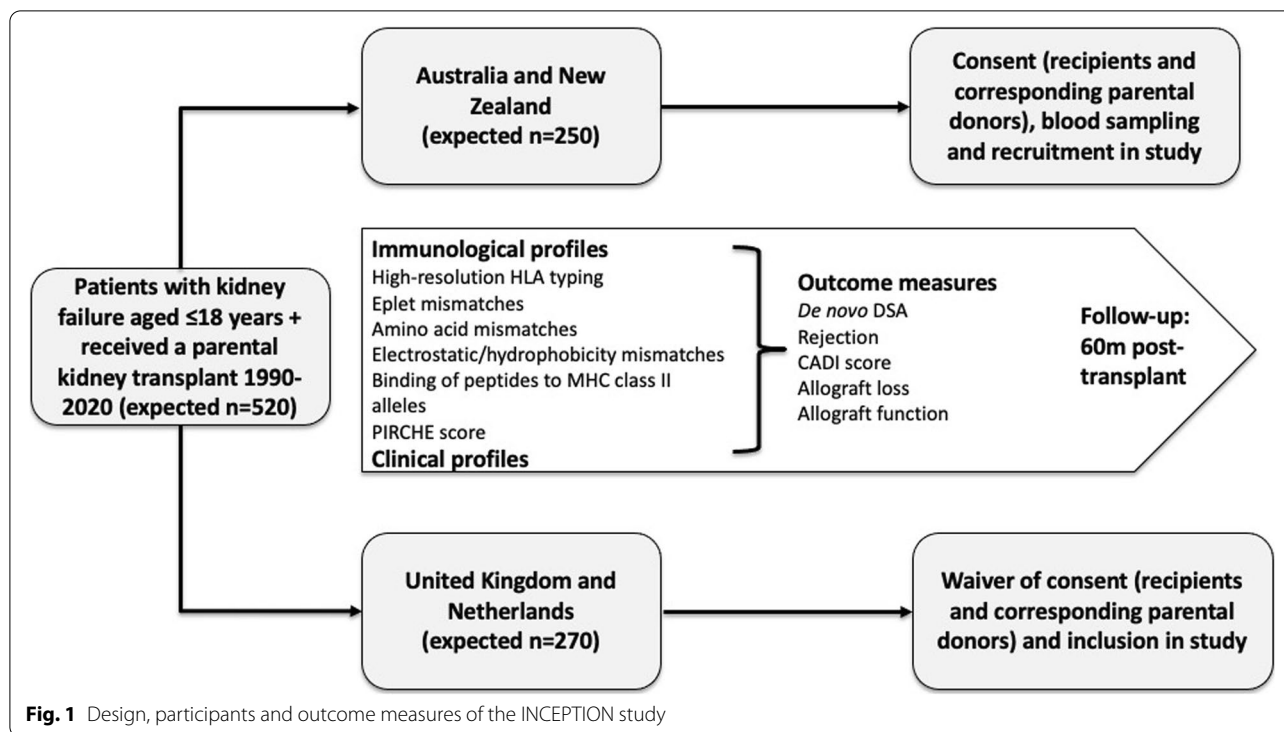 Patients with kidney
failure aged ≤18 years +
received a parental
kidney transplant 1990-
2020 (expected n=520)
Australia and New
Zealand
(expected n=250)
Consent (recipients and
corresponding parental
donors), blood sampling
and recruitment in study
Immunological profiles
High-resolution HLA typing
Eplet mismatches
Amino acid mismatches
Electrostatic/hydrophobicity mismatches
Binding of peptides to MHC class II
alleles
PIRCHE score
Clinical profiles
Outcome measures
De novo DSA
Rejection
CADI score
Allograft loss
Allograft function
Follow-up:
60m post-
transplant
United Kingdom and
Netherlands
(expected n=270)
Waiver of consent (recipients
and corresponding parental
donors) and inclusion in study
Fig. 1 Design, participants and outcome measures of the INCEPTION study